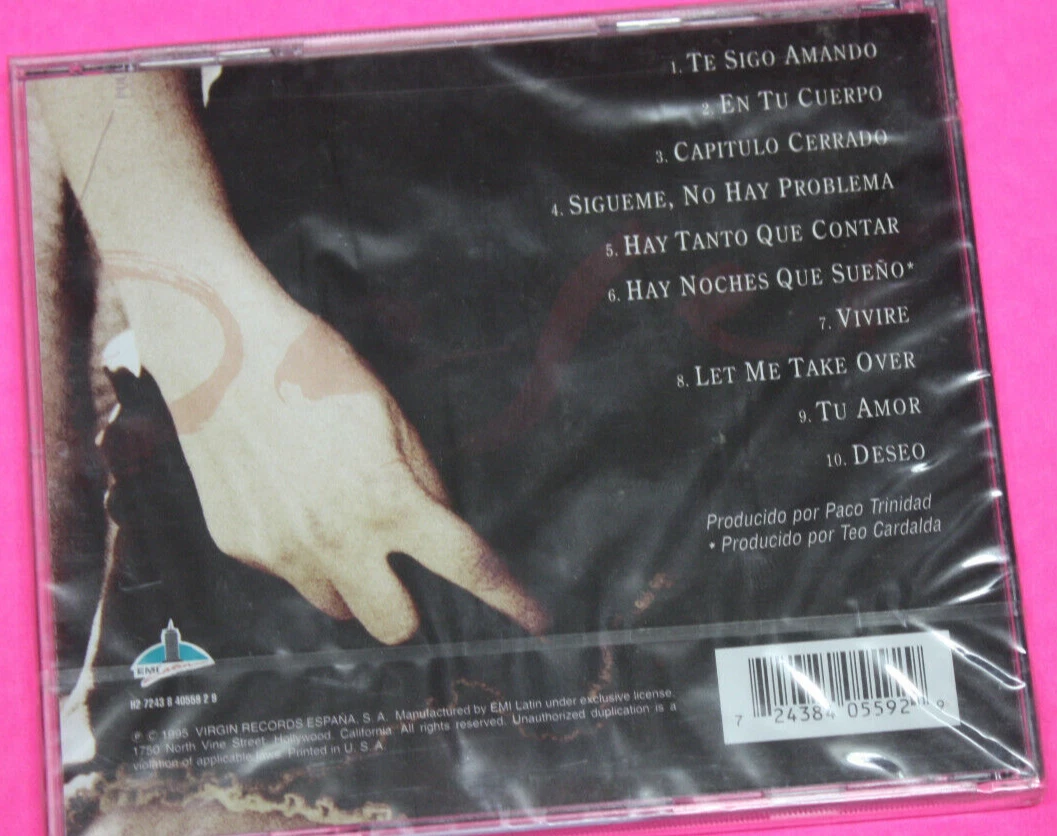 1. TE SIGO AMANDO
2. EN TU CUERPO
3. CAPITULO CERRADO
4. SIGUEME, NO HAY PROBLEMA
5. HAY TANTO QUE CONTAR
6. HAY NOCHES QUE SUEÑO*
7. VIVIRE
8. LET ME TAKE OVER
9. TU AMOR
10. DESEO
Producido por Paco Trinidad
• Producido por Teo Cardalda
EMI Latin
H2 7243 8 40559 2 9
℗ © 1995 VIRGIN RECORDS ESPAÑA, S. A. Manufactured by EMI Latin under exclusive license.
1750 North Vine Street, Hollywood, California. All rights reserved. Unauthorized duplication is a
violation of applicable laws. Printed in U. S. A.
7 24384 05592 9